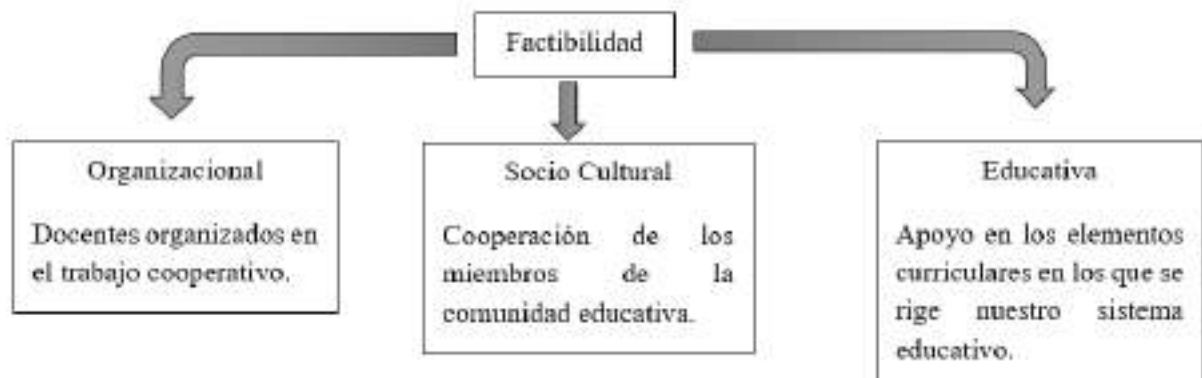 Factibilidad
Organizacional
Docentes organizados en
el trabajo cooperativo.
Socio Cultural
Cooperación de los
miembros de la
comunidad educativa.
Educativa
Apoyo en los elementos
curriculares en los que se
rige nuestro sistema
educativo.